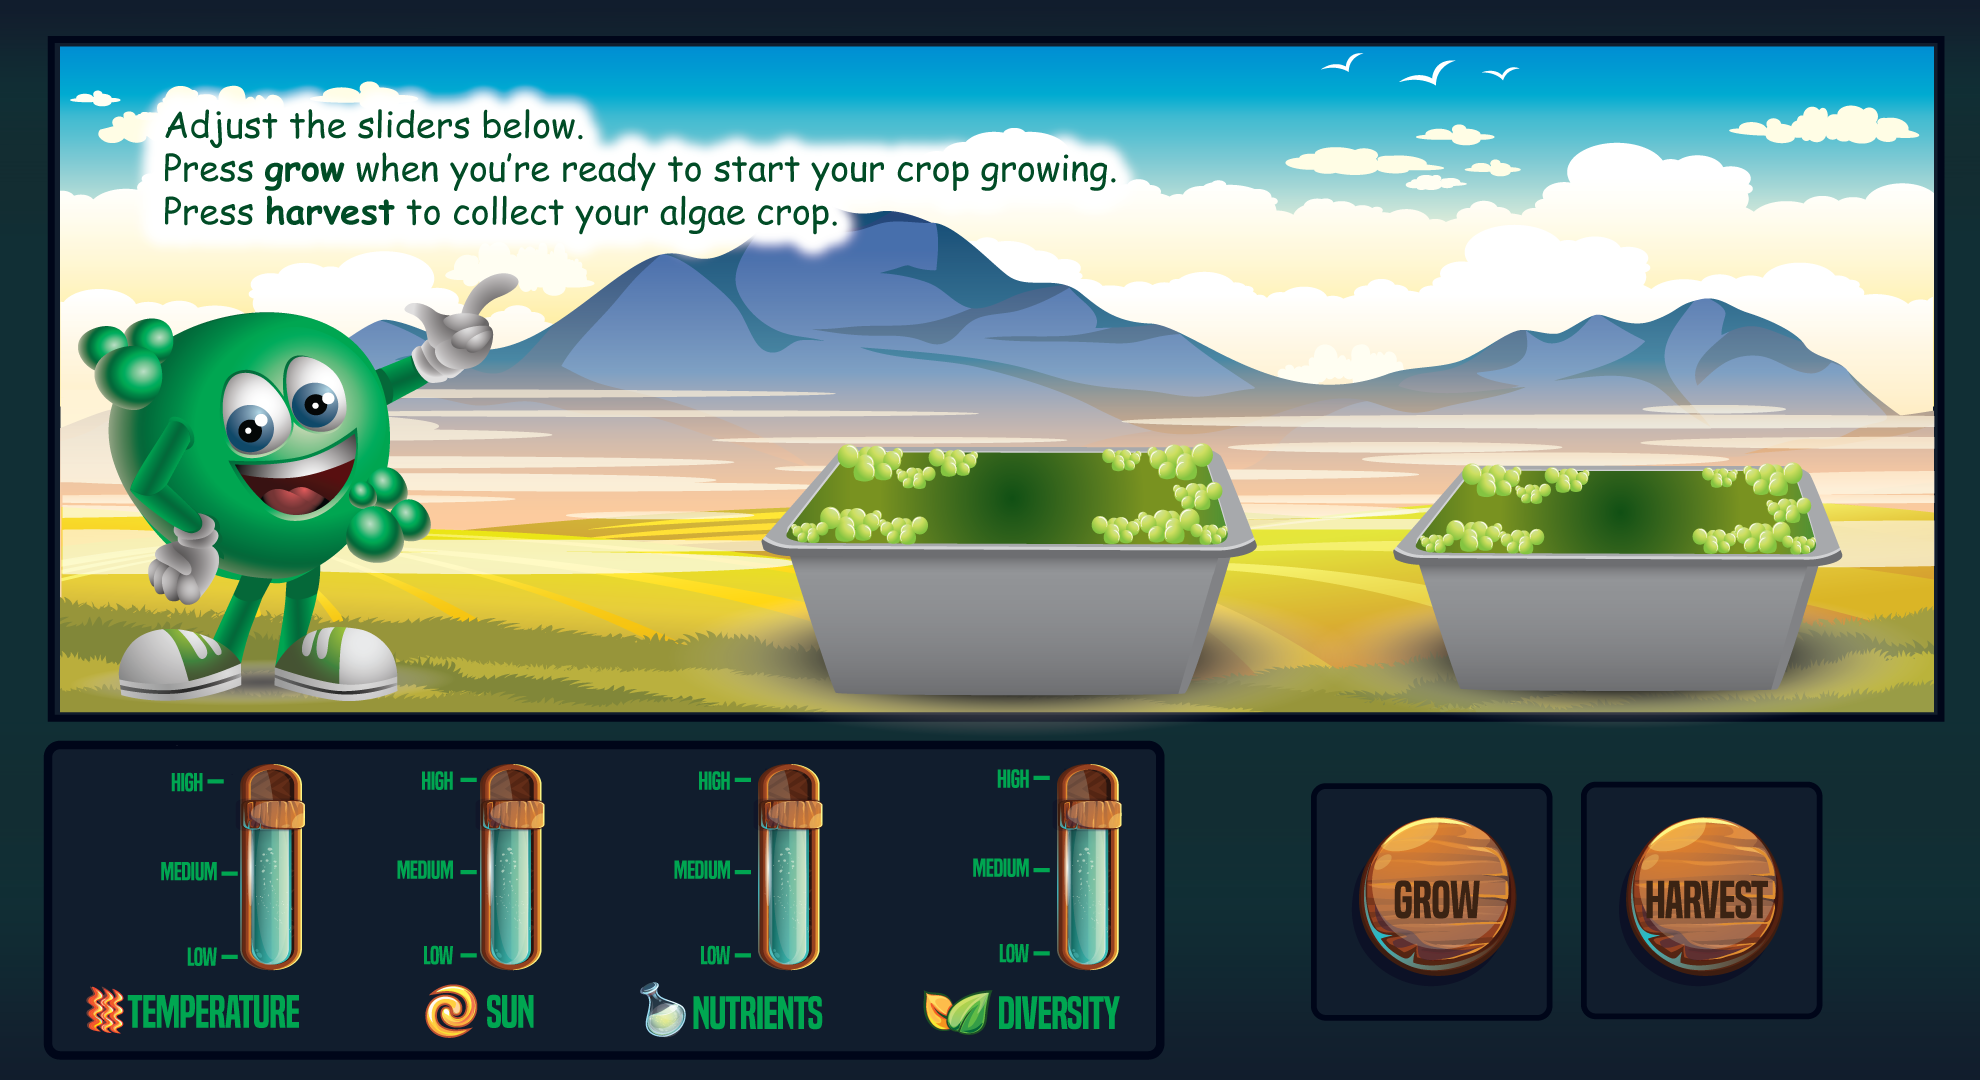 Adjust the sliders below.
Press grow when you're ready to start your crop growing.
Press harvest to collect your algae crop.
HIGH
MEDIUM
LOW
TEMPERATURE
HIGH
MEDIUM
LOW
SUN
HIGH
MEDIUM
LOW
NUTRIENTS
HIGH
MEDIUM
LOW
DIVERSITY
GROW
HARVEST